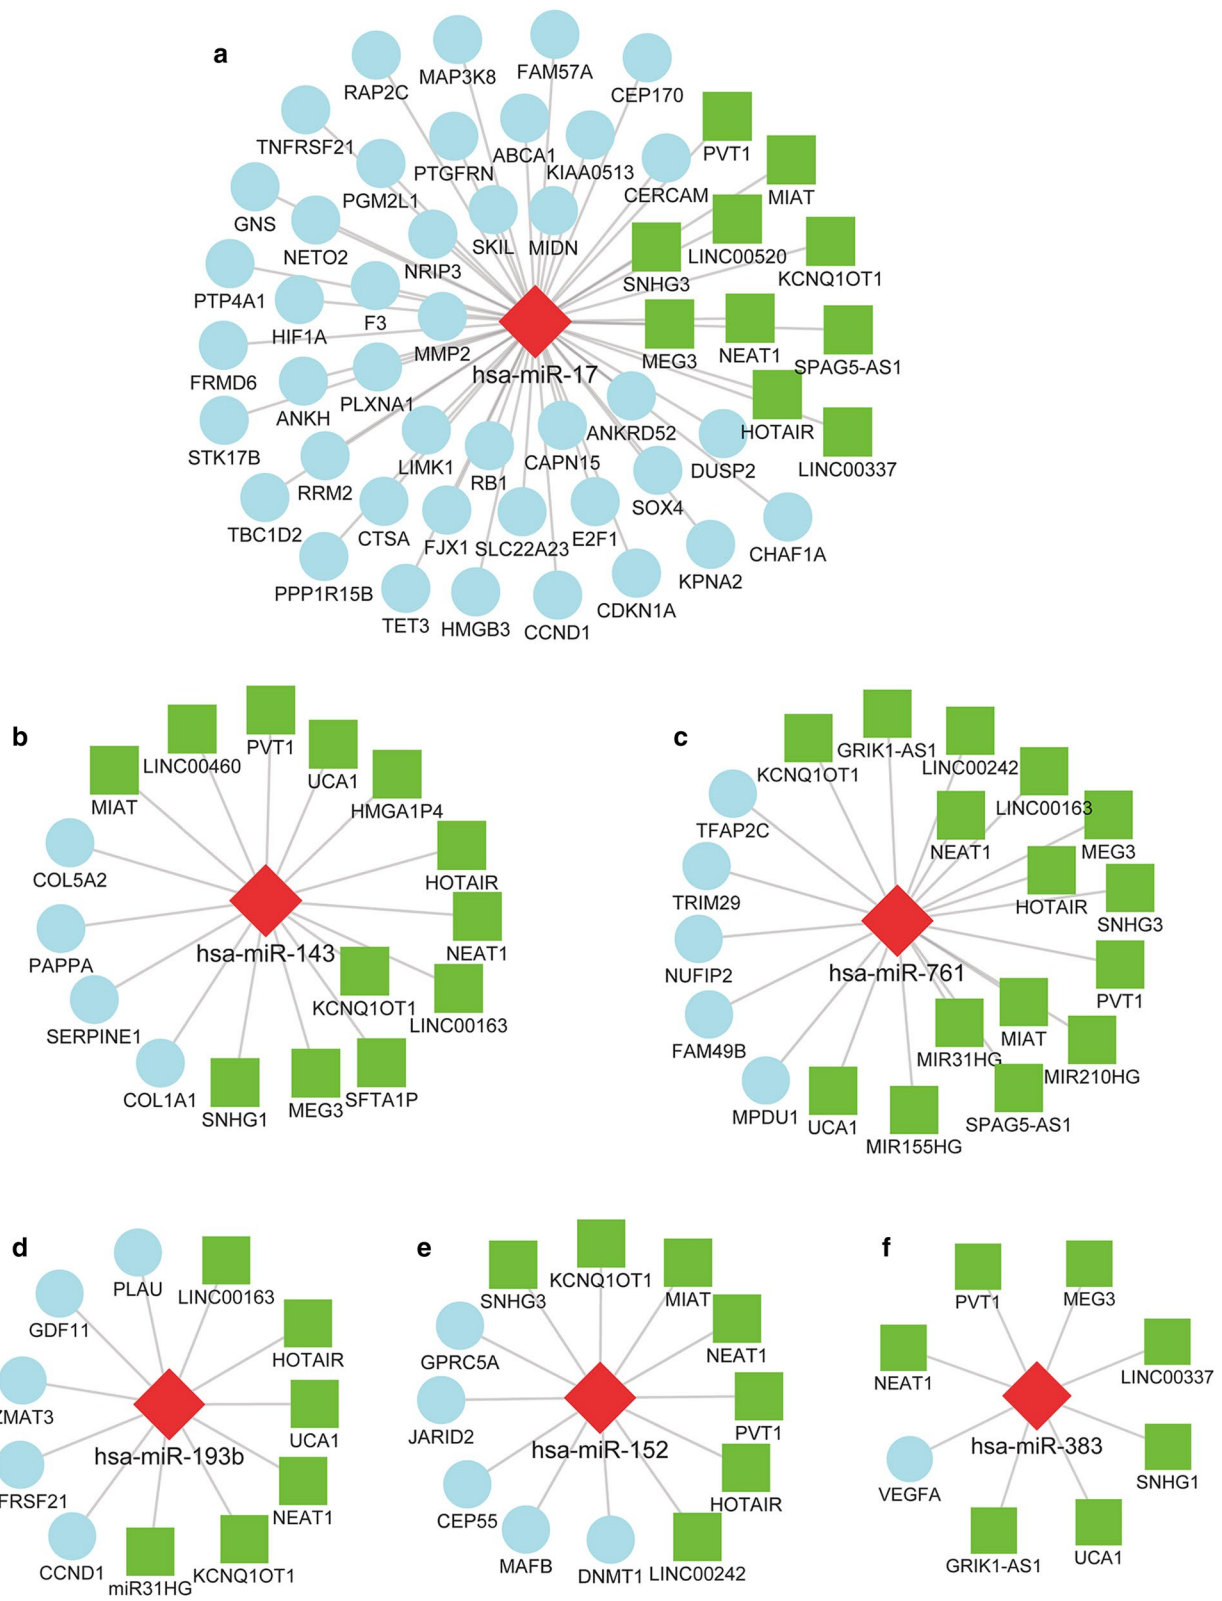 a
RAP2C
MAP3K8
FAM57A
CEP170
TNFRSF21
PTGFRN
ABCA1
KIAA0513
PVT1
PGM2L1
CERCAM
MIAT
GNS
NETO2
NRIP3
SKIL
MIDN
SNHG3
LINC00520
KCNQ1OT1
PTP4A1
HIF1A
F3
MMP2
MEG3
NEAT1
SPAG5-AS1
hsa-miR-17
FRMD6
ANKH
PLXNA1
ANKRD52
HOTAIR
LINC00337
STK17B
RRM2
LIMK1
RB1
CAPN15
DUSP2
SOX4
TBC1D2
CTSA
FJX1
SLC22A23
E2F1
CHAF1A
PPP1R15B
TET3
HMGB3
CCND1
CDKN1A
KPNA2
b
MIAT
LINC00460
PVT1
UCA1
HMGA1P4
COL5A2
HOTAIR
PAPPA
hsa-miR-143
NEAT1
SERPINE1
KCNQ1OT1
LINC00163
COL1A1
SNHG1
MEG3
SFTA1P
c
KCNQ1OT1
GRIK1-AS1
LINC00242
LINC00163
TFAP2C
NEAT1
MEG3
TRIM29
HOTAIR
SNHG3
NUFIP2
hsa-miR-761
PVT1
FAM49B
MIR31HG
MIAT
MIR210HG
MPDU1
UCA1
MIR155HG
SPAG5-AS1
d
PLAU
LINC00163
GDF11
HOTAIR
ZMAT3
UCA1
hsa-miR-193b
FRSF21
NEAT1
CCND1
miR31HG
KCNQ1OT1
e
SNHG3
KCNQ1OT1
MIAT
GPRC5A
NEAT1
JARID2
PVT1
hsa-miR-152
CEP55
HOTAIR
MAFB
DNMT1
LINC00242
f
PVT1
MEG3
NEAT1
LINC00337
hsa-miR-383
VEGFA
SNHG1
GRIK1-AS1
UCA1